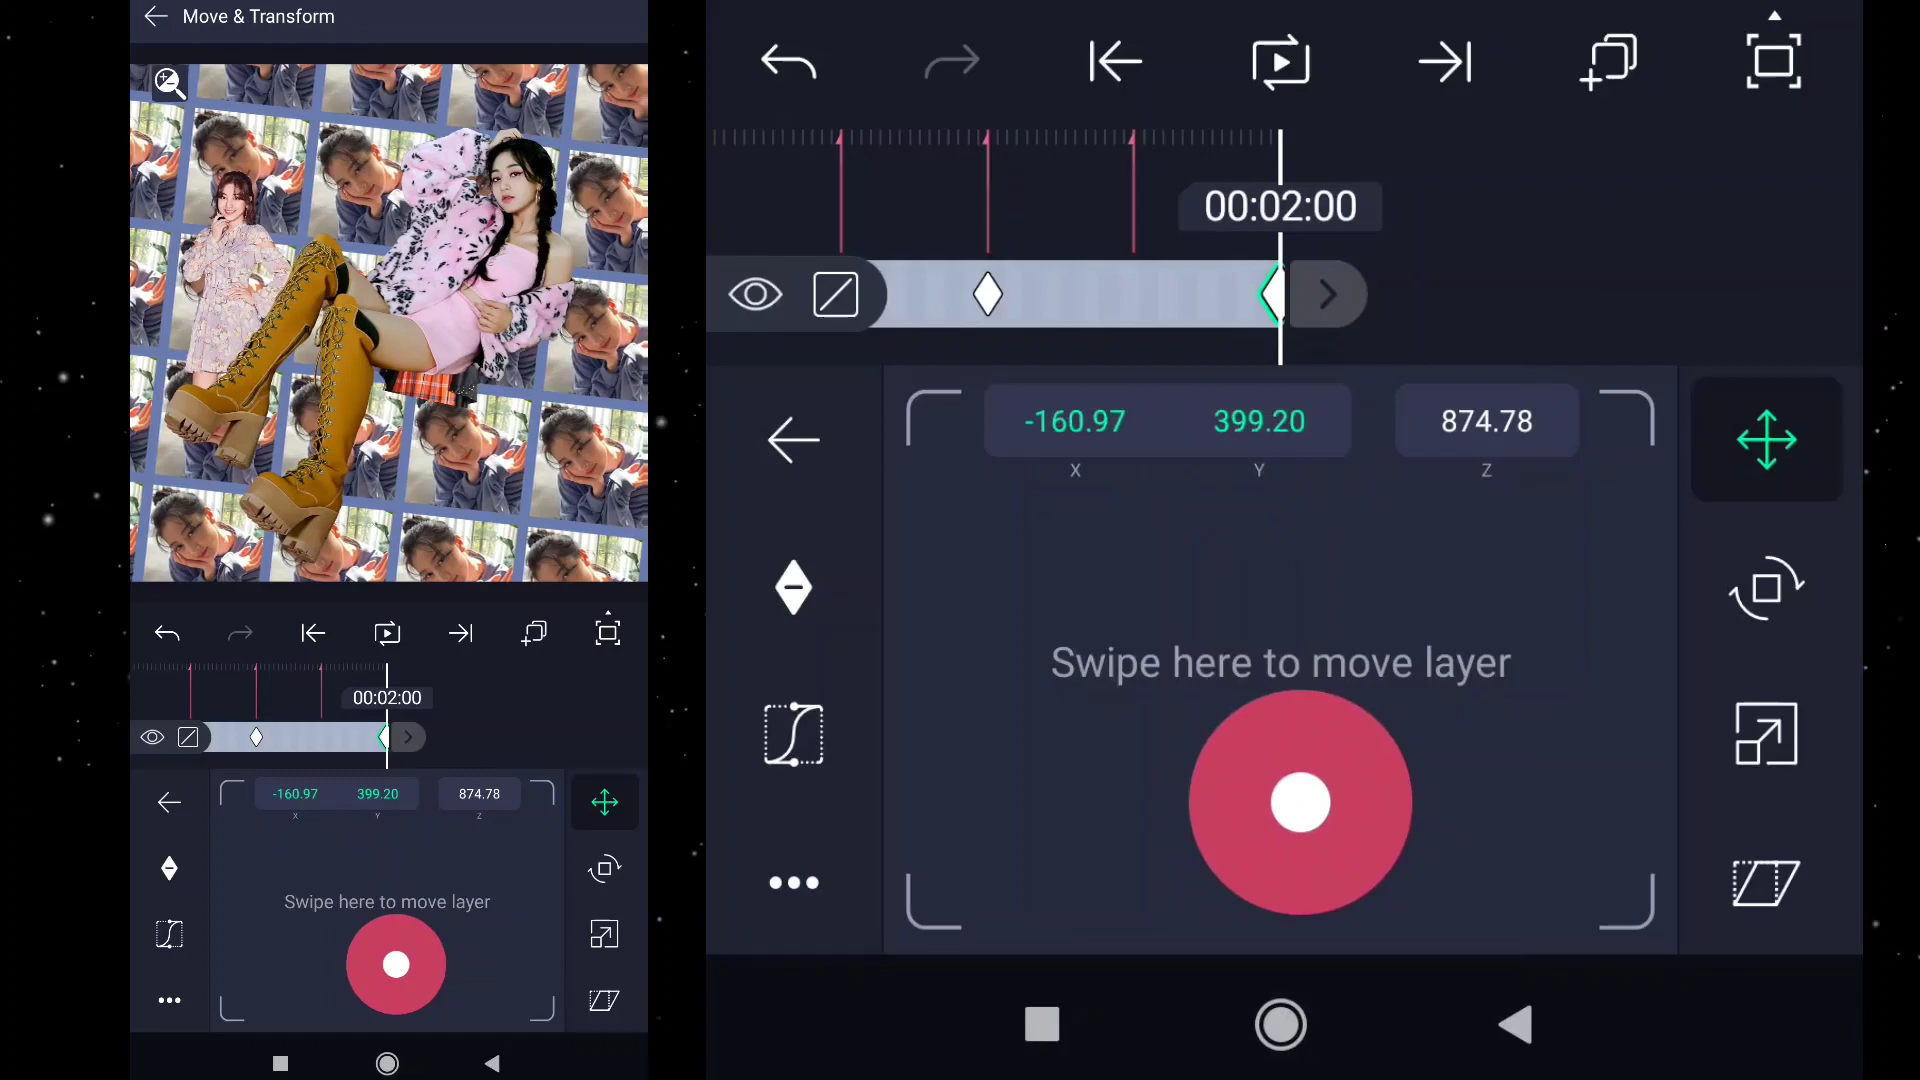 Move & Transform
00:02:00
-160.97 399.20 874.78
X Y Z
Swipe here to move layer
00:02:00
-160.97 399.20 874.78
X Y Z
Swipe here to move layer